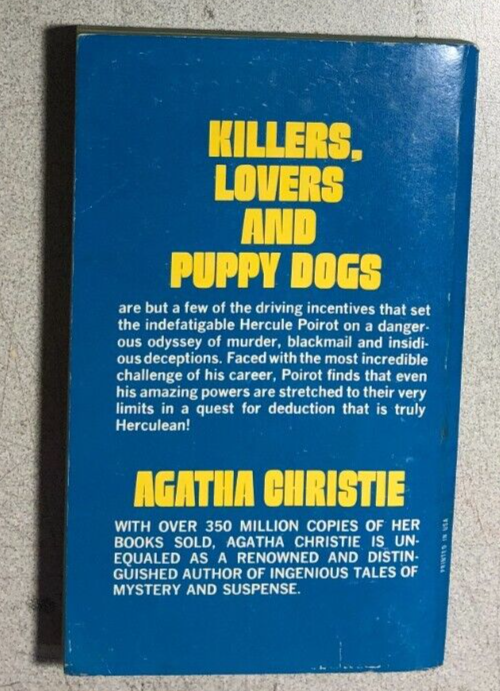 KILLERS,
LOVERS
AND
PUPPY DOGS
are but a few of the driving incentives that set
the indefatigable Hercule Poirot on a danger-
ous odyssey of murder, blackmail and insidi-
ous deceptions. Faced with the most incredible
challenge of his career, Poirot finds that even
his amazing powers are stretched to their very
limits in a quest for deduction that is truly
Herculean!
AGATHA CHRISTIE
WITH OVER 350 MILLION COPIES OF HER
BOOKS SOLD, AGATHA CHRISTIE IS UN-
EQUALED AS A RENOWNED AND DISTIN-
GUISHED AUTHOR OF INGENIOUS TALES OF
MYSTERY AND SUSPENSE.
PRINTED IN USA